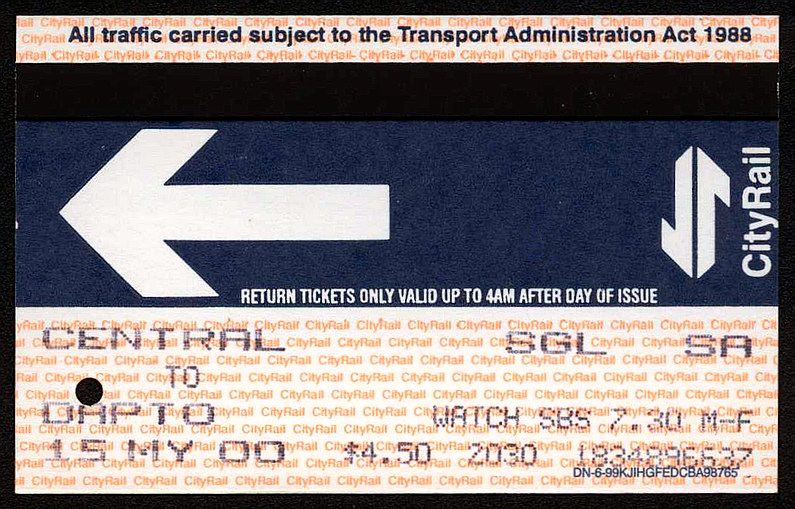 All traffic carried subject to the Transport Administration Act 1988
CityRail
RETURN TICKETS ONLY VALID UP TO 4AM AFTER DAY OF ISSUE
CENTRAL SGL SA
TO
DAPTO WATCH SBS 7.30 M-F
15 MY 00 $4.50 2030 1834896637
DN-6-99KJIHGFEDCBA98765